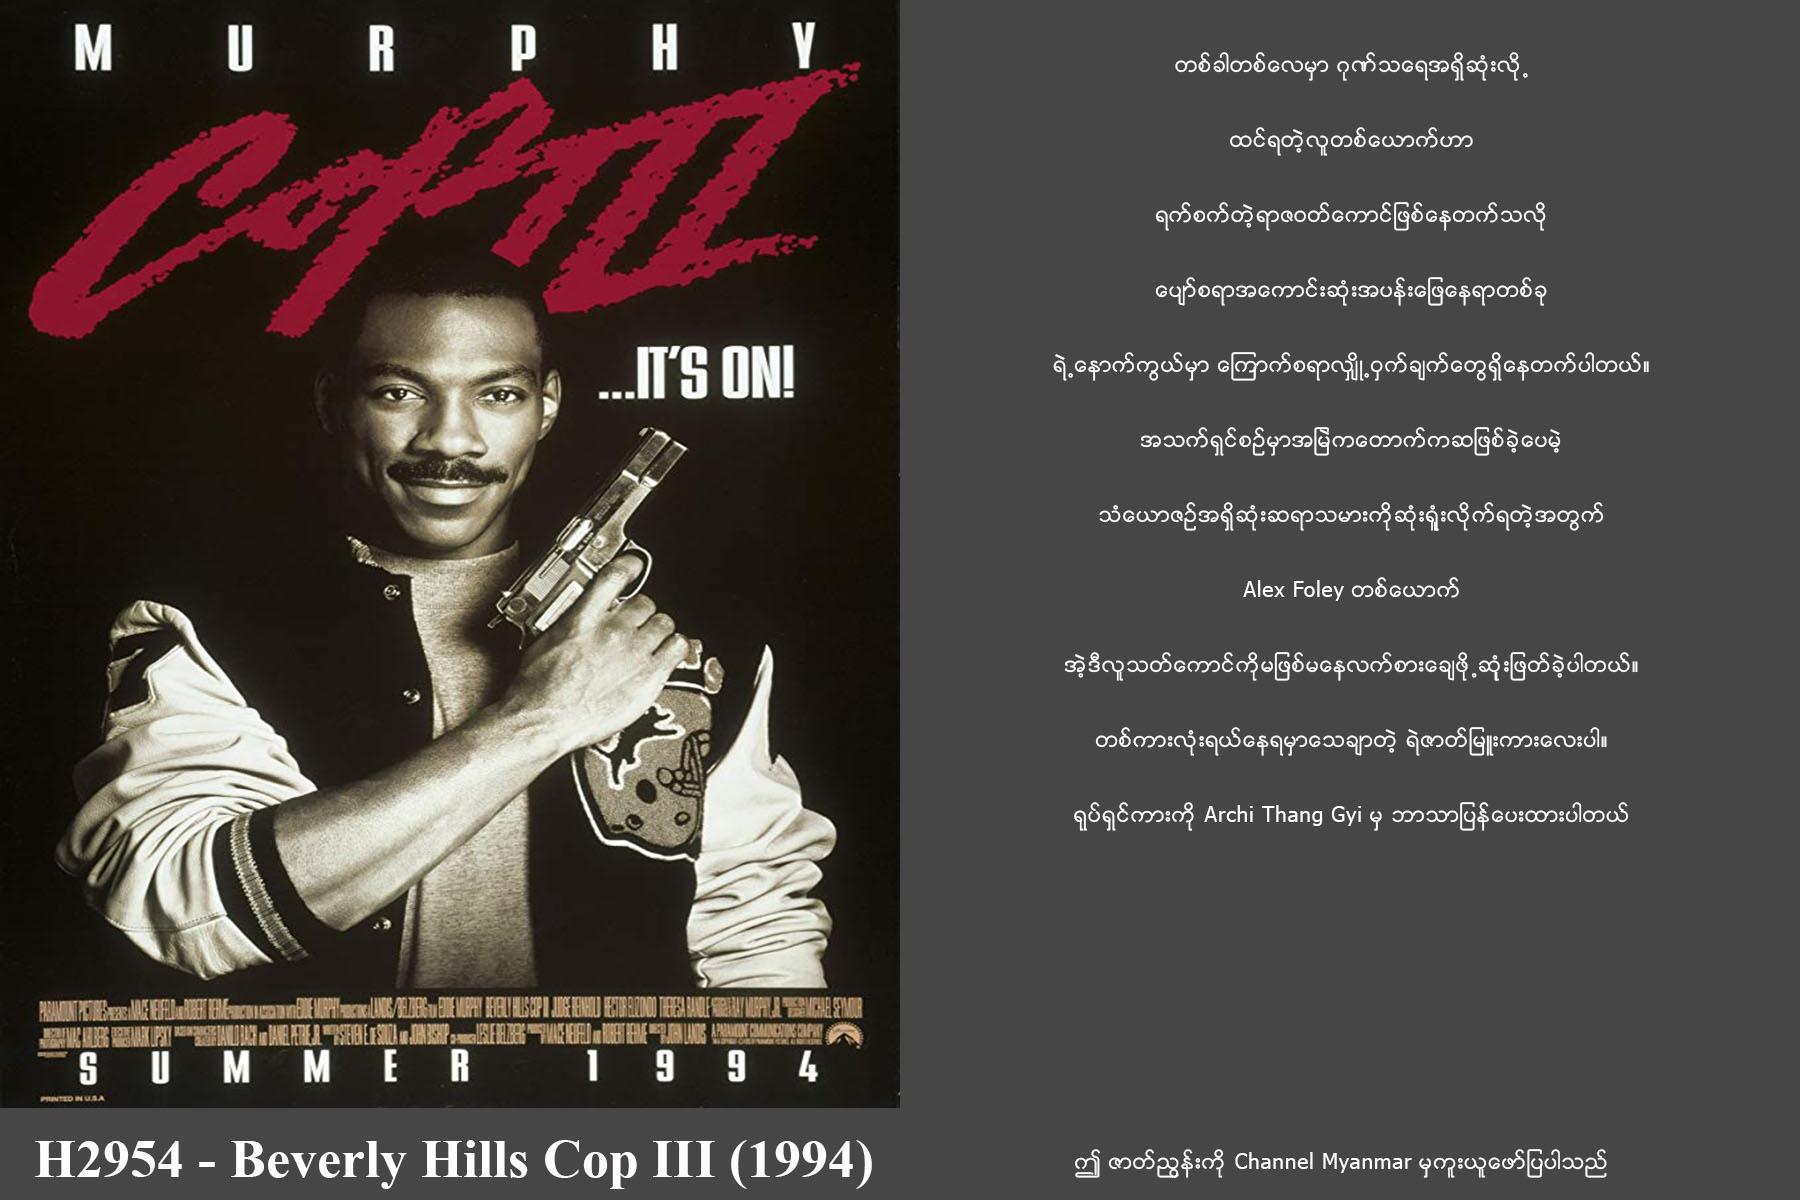 MURPHY
COP III
...IT'S ON!
SUMMER 1994
PRINTED IN U.S.A
H2954 - Beverly Hills Cop III (1994)
တစ်ခါတစ်လေမှာ ဂုဏ်သရေအရှိဆုံးလို့
ထင်ရတဲ့လူတစ်ယောက်ဟာ
ရက်စက်တဲ့ရာဇဝတ်ကောင်ဖြစ်နေတက်သလို
ပျော်စရာအကောင်းဆုံးအပန်းဖြေနေရာတစ်ခု
ရဲ့နောက်ကွယ်မှာ ကြောက်စရာလျှို့ဝှက်ချက်တွေရှိနေတက်ပါတယ်။
အသက်ရှင်စဉ်မှာအမြဲကတောက်ကဆဖြစ်ခဲ့ပေမဲ့
သံယောဇဉ်အရှိဆုံးဆရာသမားကိုဆုံးရှုံးလိုက်ရတဲ့အတွက်
Alex Foley တစ်ယောက်
အဲ့ဒီလူသတ်ကောင်ကိုမဖြစ်မနေလက်စားချေဖို့ဆုံးဖြတ်ခဲ့ပါတယ်။
တစ်ကားလုံးရယ်နေရမှာသေချာတဲ့ ရဲဇာတ်မြူးကားလေးပါ။
ရုပ်ရှင်ကားကို Archi Thang Gyi မှ ဘာသာပြန်ပေးထားပါတယ်
ဤ ဇာတ်ညွန်းကို Channel Myanmar မှကူးယူဖော်ပြပါသည်